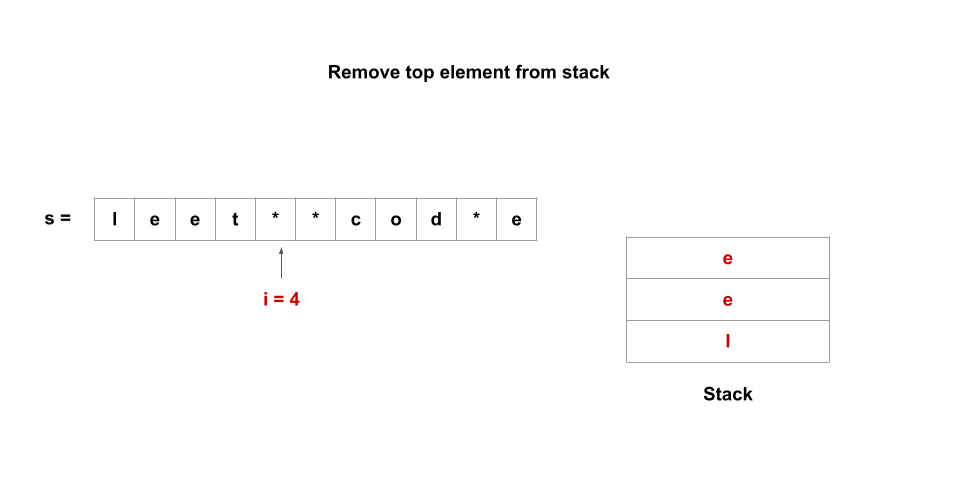 Remove top element from stack
s = l e e t * * c o d * e
i = 4
e
e
l
Stack